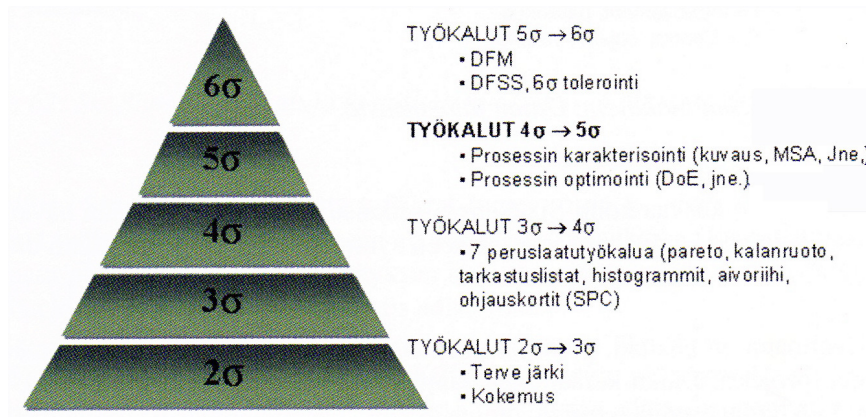 6σ
5σ
4σ
3σ
2σ
TYÖKALUT 5σ → 6σ
▪ DFM
▪ DFSS, 6σ tolerointi
TYÖKALUT 4σ → 5σ
▪ Prosessin karakterisointi (kuvaus, MSA, Jne,)
▪ Prosessin optimointi (DoE, jne.)
TYÖKALUT 3σ → 4σ
▪ 7 peruslaatutyökalua (pareto, kalanruoto,
tarkastuslistat, histogrammit, aivoriihi,
ohjauskortit (SPC)
TYÖKALUT 2σ → 3σ
▪ Terve järki
▪ Kokemus